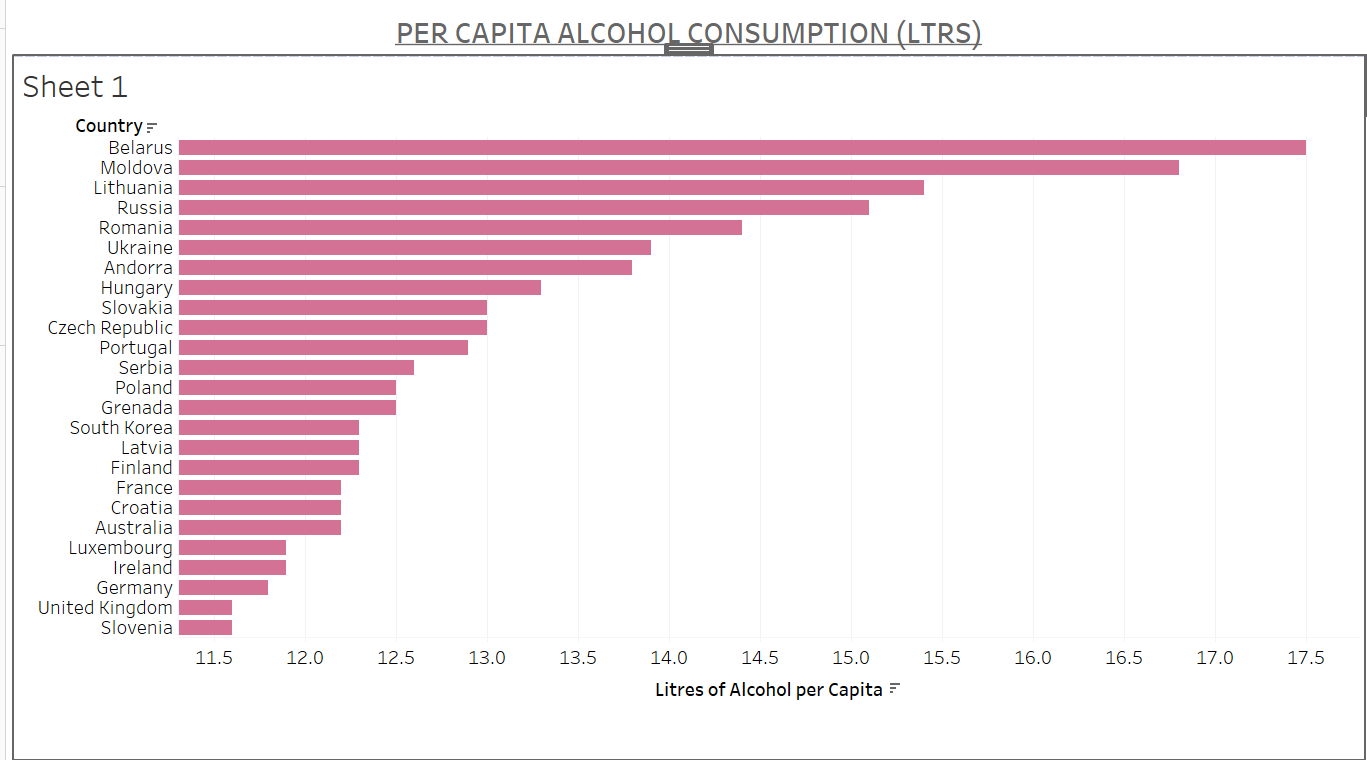 PER CAPITA ALCOHOL CONSUMPTION (LTRS)
Sheet 1
Country
Belarus
Moldova
Lithuania
Russia
Romania
Ukraine
Andorra
Hungary
Slovakia
Czech Republic
Portugal
Serbia
Poland
Grenada
South Korea
Latvia
Finland
France
Croatia
Australia
Luxembourg
Ireland
Germany
United Kingdom
Slovenia
11.5 12.0 12.5 13.0 13.5 14.0 14.5 15.0 15.5 16.0 16.5 17.0 17.5
Litres of Alcohol per Capita